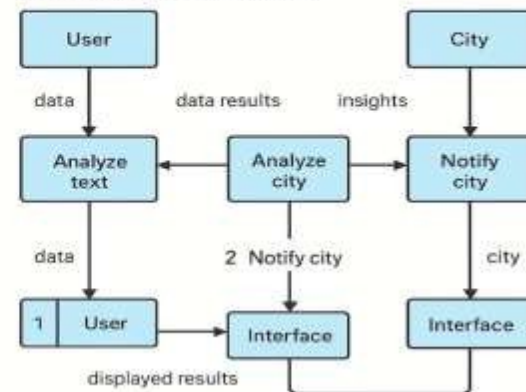 User
City
data
data results
insights
Analyze
text
Analyze
city
Notify
city
data
2 Notify city
city
1 User
Interface
Interface
displayed results